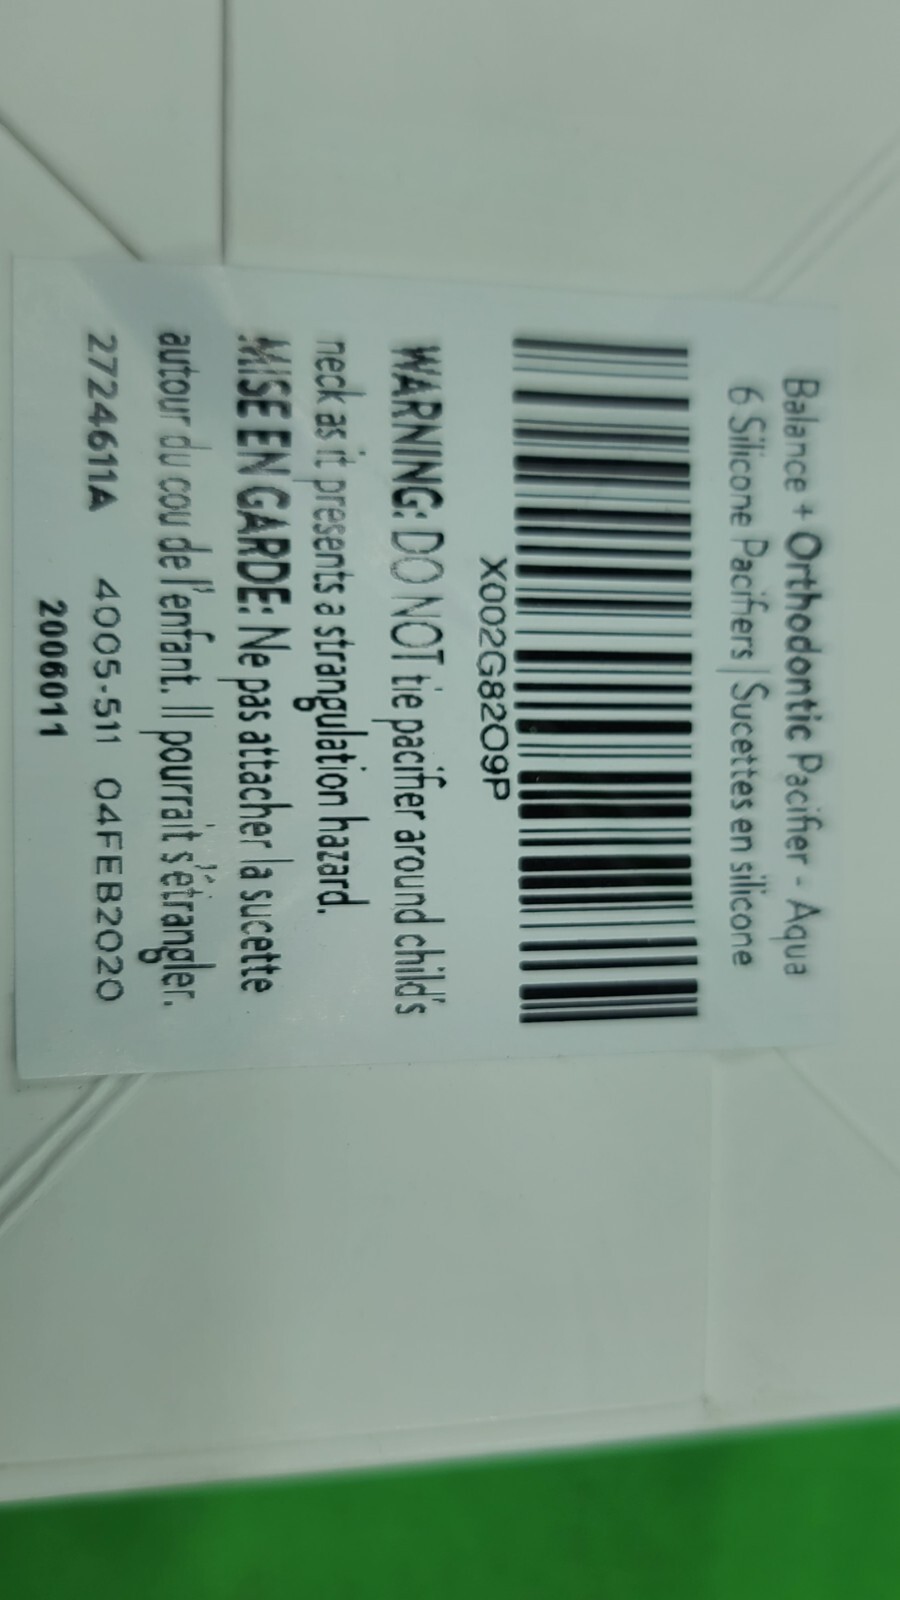 Balance + Orthodontic Pacifier - Aqua
6 Silicone Pacifiers | Sucettes en silicone
X002G82O9P
WARNING: DO NOT tie pacifier around child's
neck as it presents a strangulation hazard.
MISE EN GARDE: Ne pas attacher la sucette
autour du cou de l'enfant. Il pourrait s'étrangler.
2724611A 4005-511 04FEB2020
2006011